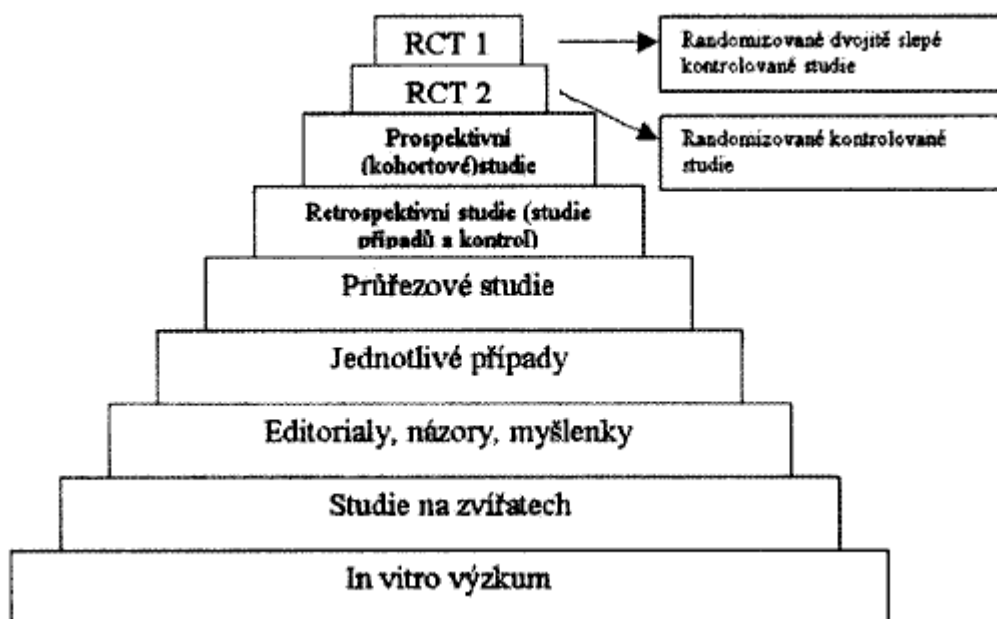 RCT 1
Randomizované dvojitě slepé
kontrolované studie
RCT 2
Randomizované kontrolované
studie
Prospektivní
(kohortové)studie
Retrospektivní studie (studie
případů a kontrol)
Průřezové studie
Jednotlivé případy
Editorialy, názory, myšlenky
Studie na zvířatech
In vitro výzkum